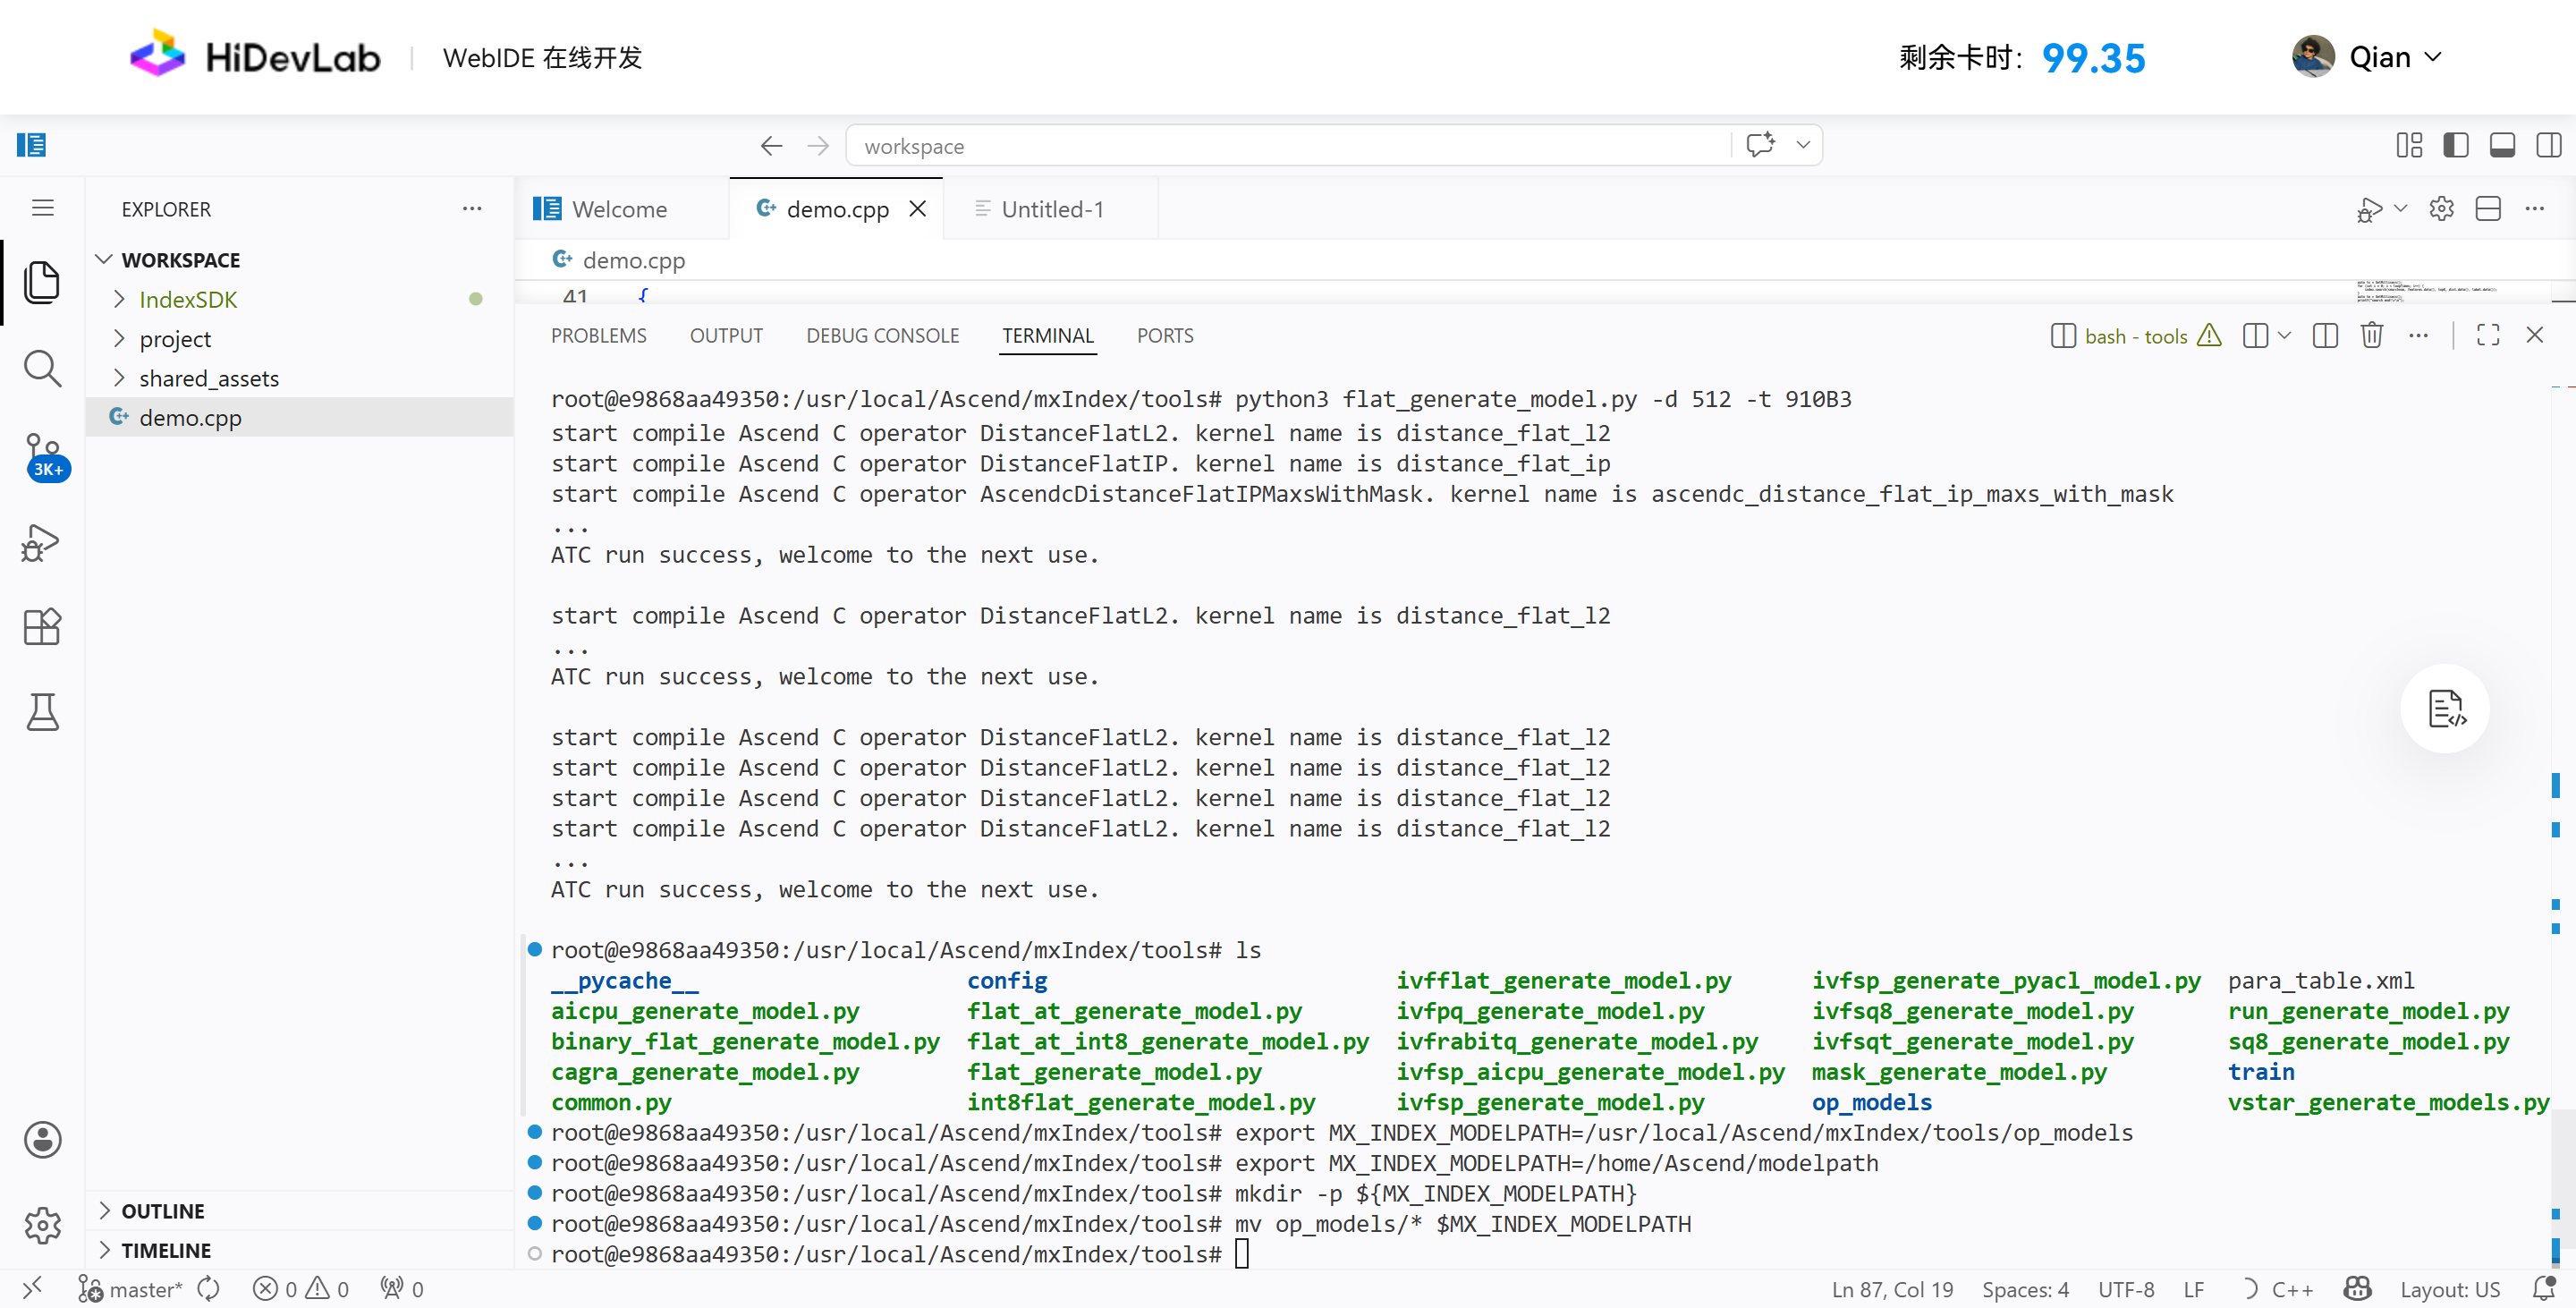 HiDevLab | WebIDE 在线开发
剩余卡时： 99.35
Qian
workspace
EXPLORER
Welcome
demo.cpp
Untitled-1
WORKSPACE
IndexSDK
project
shared_assets
demo.cpp
3K+
OUTLINE
TIMELINE
demo.cpp
41 {
PROBLEMS OUTPUT DEBUG CONSOLE TERMINAL PORTS
bash - tools
root@e9868aa49350:/usr/local/Ascend/mxIndex/tools# python3 flat_generate_model.py -d 512 -t 910B3
start compile Ascend C operator DistanceFlatL2. kernel name is distance_flat_l2
start compile Ascend C operator DistanceFlatIP. kernel name is distance_flat_ip
start compile Ascend C operator AscendcDistanceFlatIPMaxsWithMask. kernel name is ascendc_distance_flat_ip_maxs_with_mask
...
ATC run success, welcome to the next use.
start compile Ascend C operator DistanceFlatL2. kernel name is distance_flat_l2
...
ATC run success, welcome to the next use.
start compile Ascend C operator DistanceFlatL2. kernel name is distance_flat_l2
start compile Ascend C operator DistanceFlatL2. kernel name is distance_flat_l2
start compile Ascend C operator DistanceFlatL2. kernel name is distance_flat_l2
start compile Ascend C operator DistanceFlatL2. kernel name is distance_flat_l2
...
ATC run success, welcome to the next use.
root@e9868aa49350:/usr/local/Ascend/mxIndex/tools# ls
__pycache__ config ivfflat_generate_model.py ivfsp_generate_pyacl_model.py para_table.xml
aicpu_generate_model.py flat_at_generate_model.py ivfpq_generate_model.py ivfsq8_generate_model.py run_generate_model.py
binary_flat_generate_model.py flat_at_int8_generate_model.py ivfrabitq_generate_model.py ivfsqt_generate_model.py sq8_generate_model.py
cagra_generate_model.py flat_generate_model.py ivfsp_aicpu_generate_model.py mask_generate_model.py train
common.py int8flat_generate_model.py ivfsp_generate_model.py op_models vstar_generate_models.py
root@e9868aa49350:/usr/local/Ascend/mxIndex/tools# export MX_INDEX_MODELPATH=/usr/local/Ascend/mxIndex/tools/op_models
root@e9868aa49350:/usr/local/Ascend/mxIndex/tools# export MX_INDEX_MODELPATH=/home/Ascend/modelpath
root@e9868aa49350:/usr/local/Ascend/mxIndex/tools# mkdir -p ${MX_INDEX_MODELPATH}
root@e9868aa49350:/usr/local/Ascend/mxIndex/tools# mv op_models/* $MX_INDEX_MODELPATH
root@e9868aa49350:/usr/local/Ascend/mxIndex/tools#
master* 0 0 0
Ln 87, Col 19 Spaces: 4 UTF-8 LF C++ Layout: US